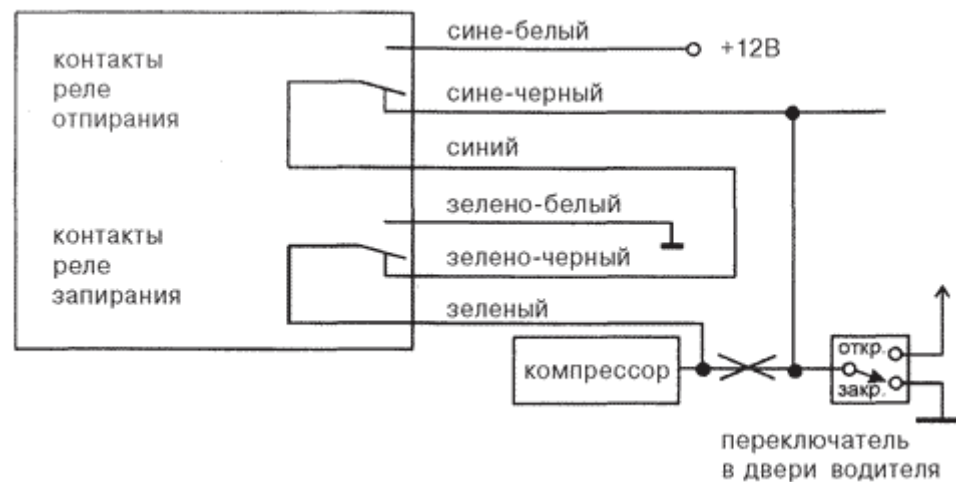 сине-белый
+12В
контакты
реле
отпирания
сине-черный
синий
зелено-белый
контакты
реле
запирания
зелено-черный
зеленый
компрессор
откр.
закр.
переключатель
в двери водителя